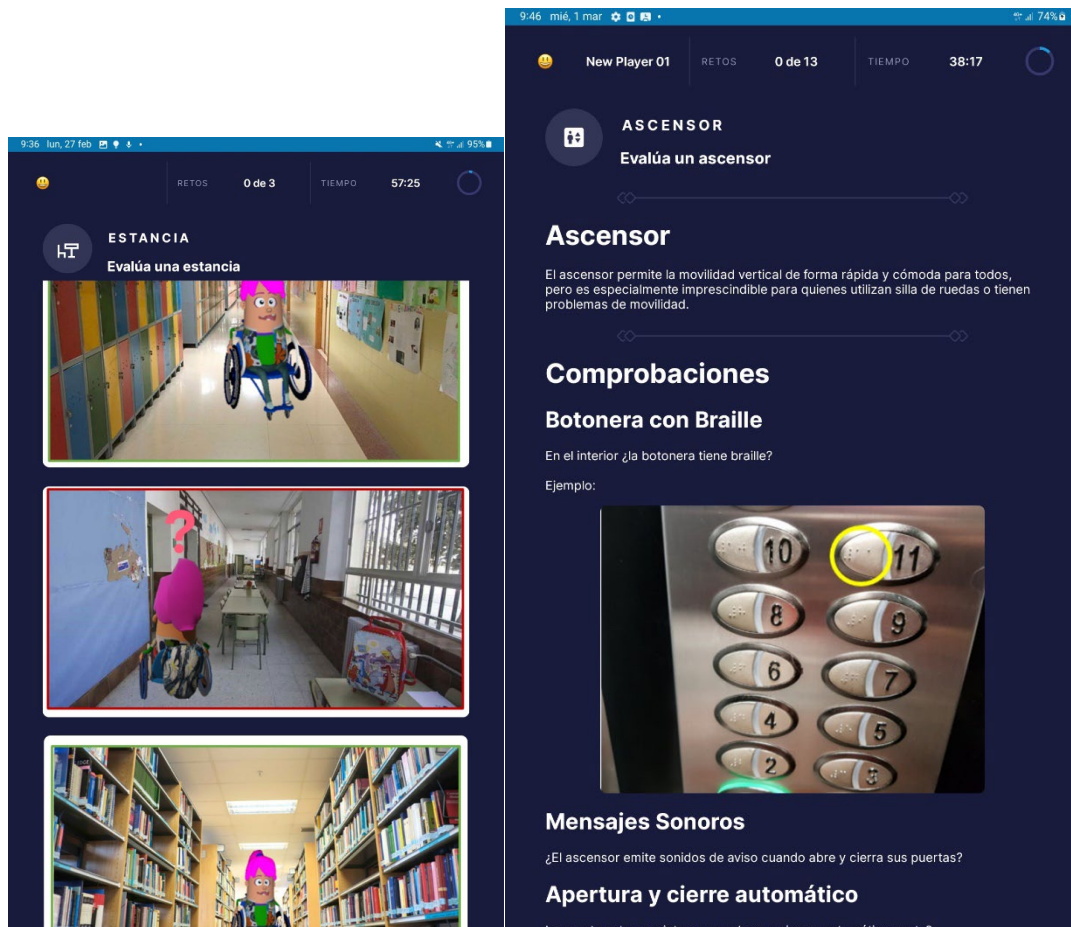 9:36 lun, 27 feb
95%
RETOS 0 de 3 TIEMPO 57:25
ESTANCIA
Evalúa una estancia
9:46 mié, 1 mar
74%
New Player 01 RETOS 0 de 13 TIEMPO 38:17
ASCENSOR
Evalúa un ascensor
Ascensor
El ascensor permite la movilidad vertical de forma rápida y cómoda para todos,
pero es especialmente imprescindible para quienes utilizan silla de ruedas o tienen
problemas de movilidad.
Comprobaciones
Botonera con Braille
En el interior ¿la botonera tiene braille?
Ejemplo:
10 11
8 9
6 7
4 5
2 3
Mensajes Sonoros
¿El ascensor emite sonidos de aviso cuando abre y cierra sus puertas?
Apertura y cierre automático